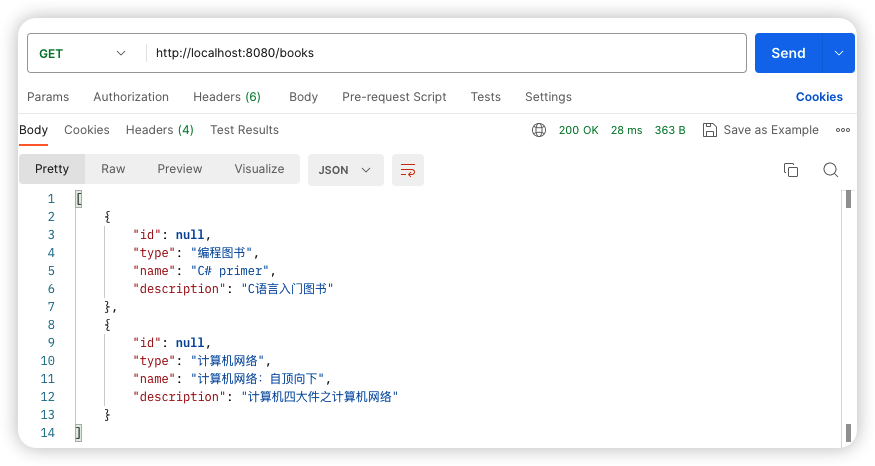 GET http://localhost:8080/books Send
Params Authorization Headers (6) Body Pre-request Script Tests Settings Cookies
Body Cookies Headers (4) Test Results 200 OK 28 ms 363 B Save as Example
Pretty Raw Preview Visualize JSON
1 [
2 {
3 "id": null,
4 "type": "编程图书",
5 "name": "C# primer",
6 "description": "C语言入门图书"
7 },
8 {
9 "id": null,
10 "type": "计算机网络",
11 "name": "计算机网络：自顶向下",
12 "description": "计算机四大件之计算机网络"
13 }
14 ]